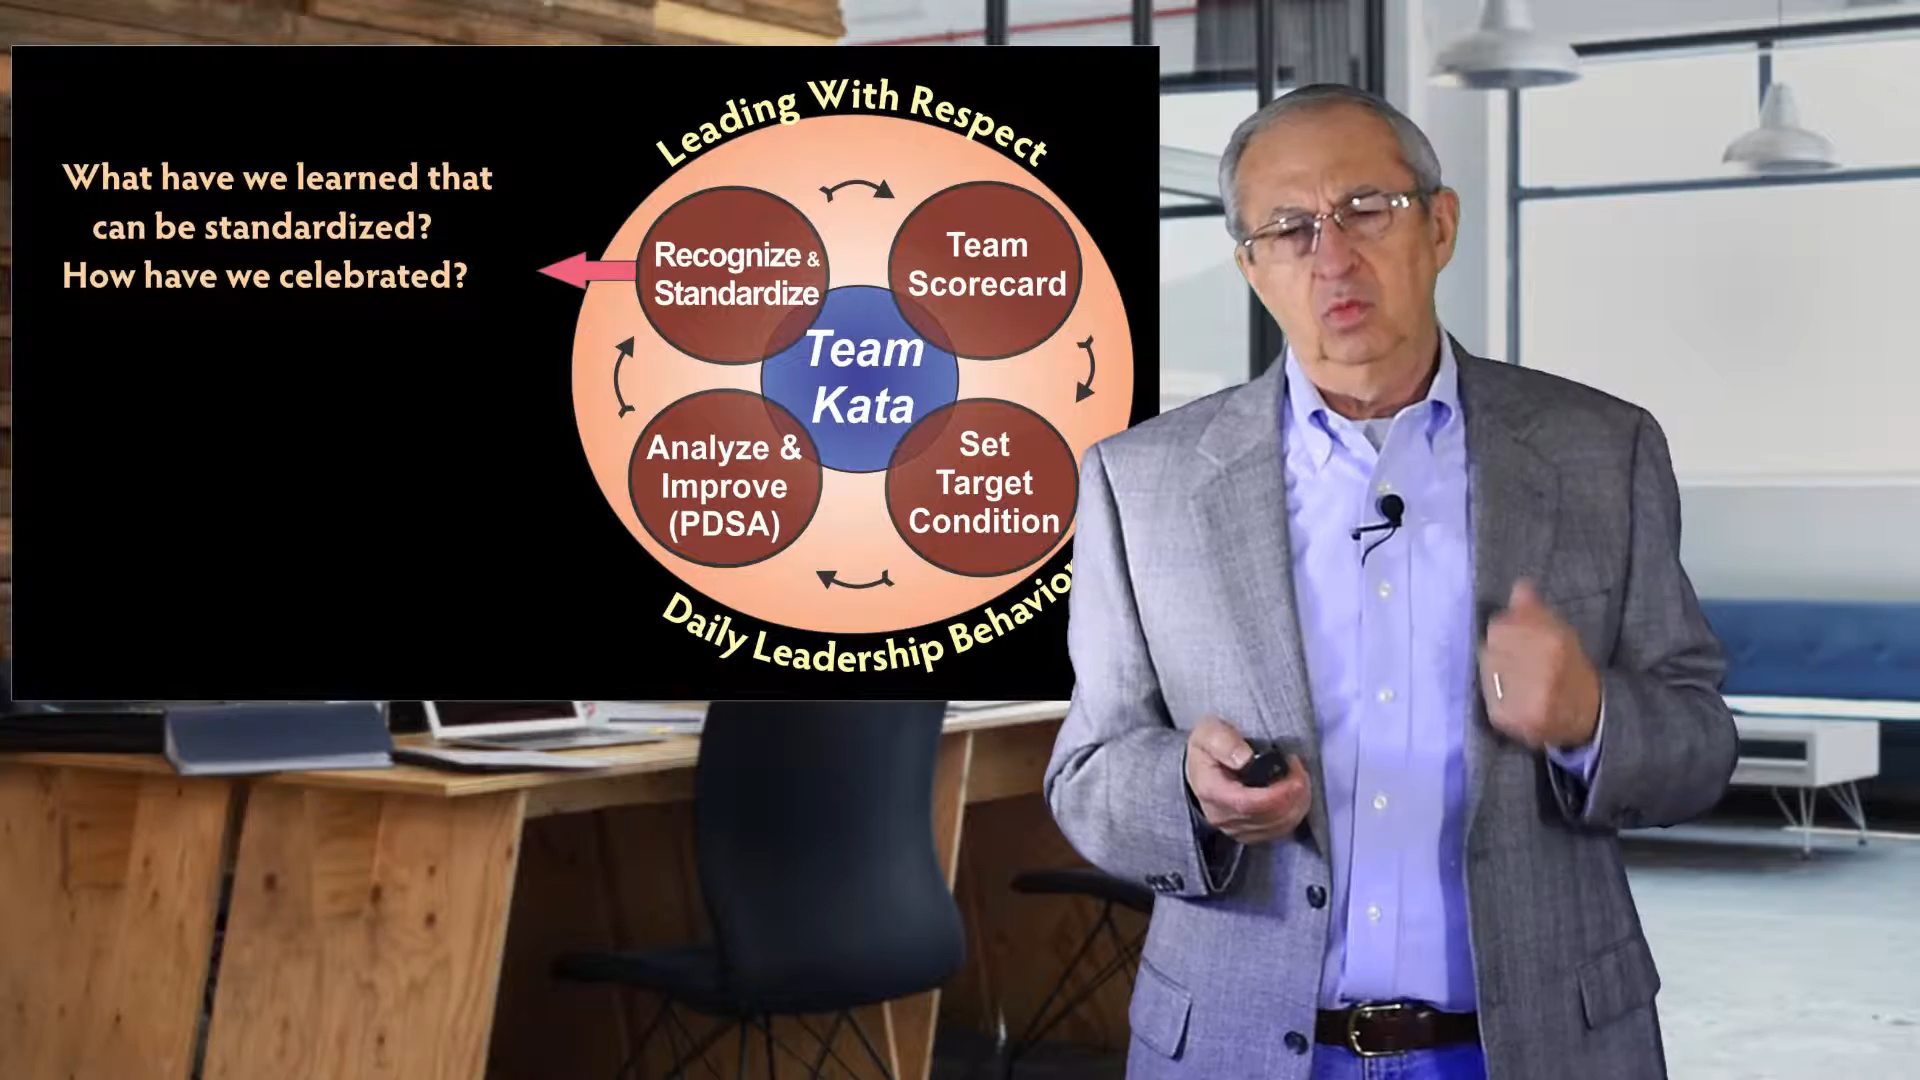 Leading With Respect
What have we learned that
can be standardized?
How have we celebrated?
Recognize &
Standardize
Team
Scorecard
Team
Kata
Analyze &
Improve
(PDSA)
Set
Target
Condition
Daily Leadership Behavior